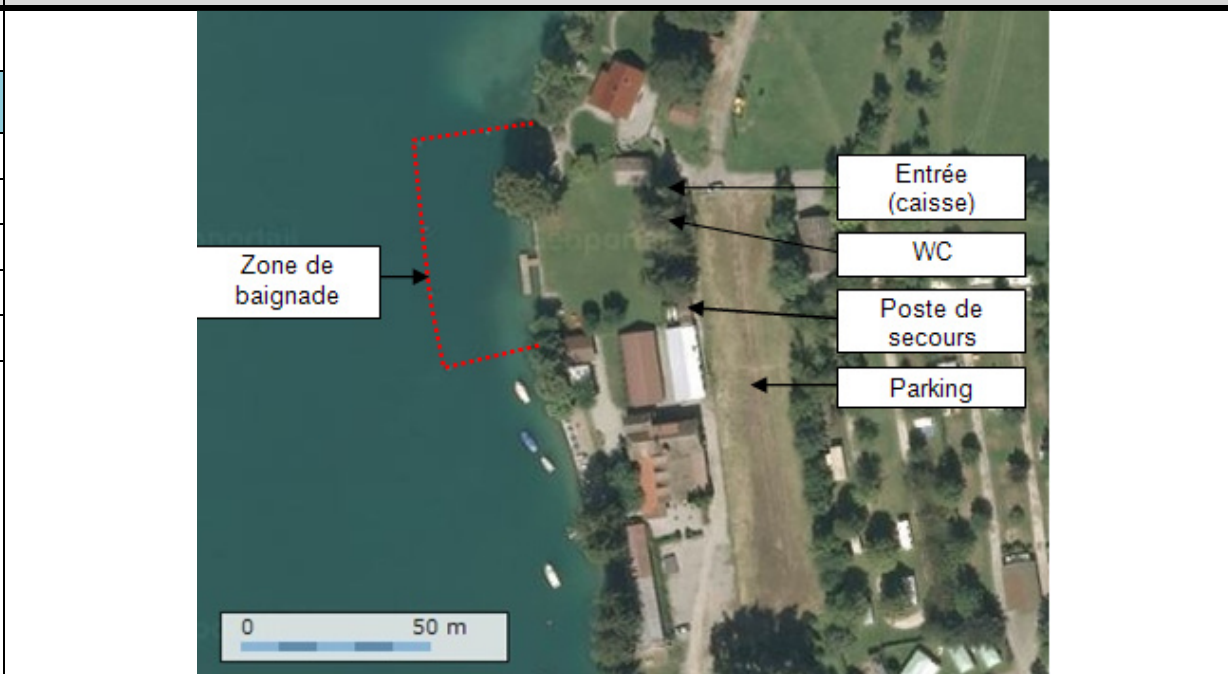 Entrée
(caisse)
WC
Zone de
baignade
Poste de
secours
Parking
0 50 m